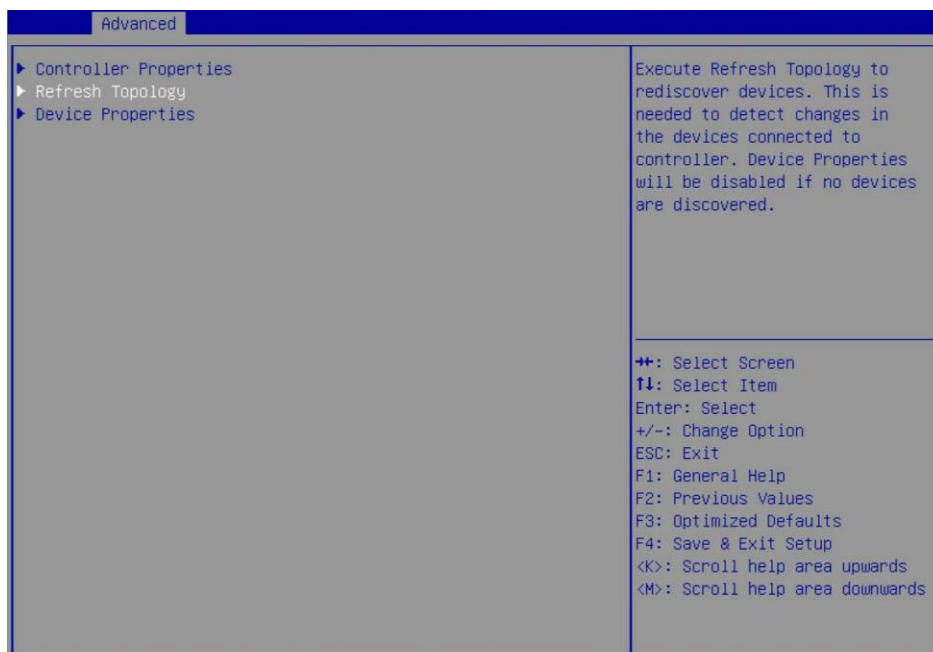 Advanced
Controller Properties
Refresh Topology
Device Properties
Execute Refresh Topology to
rediscover devices. This is
needed to detect changes in
the devices connected to
controller. Device Properties
will be disabled if no devices
are discovered.
→←: Select Screen
↑↓: Select Item
Enter: Select
+/-: Change Option
ESC: Exit
F1: General Help
F2: Previous Values
F3: Optimized Defaults
F4: Save & Exit Setup
<K>: Scroll help area upwards
<M>: Scroll help area downwards